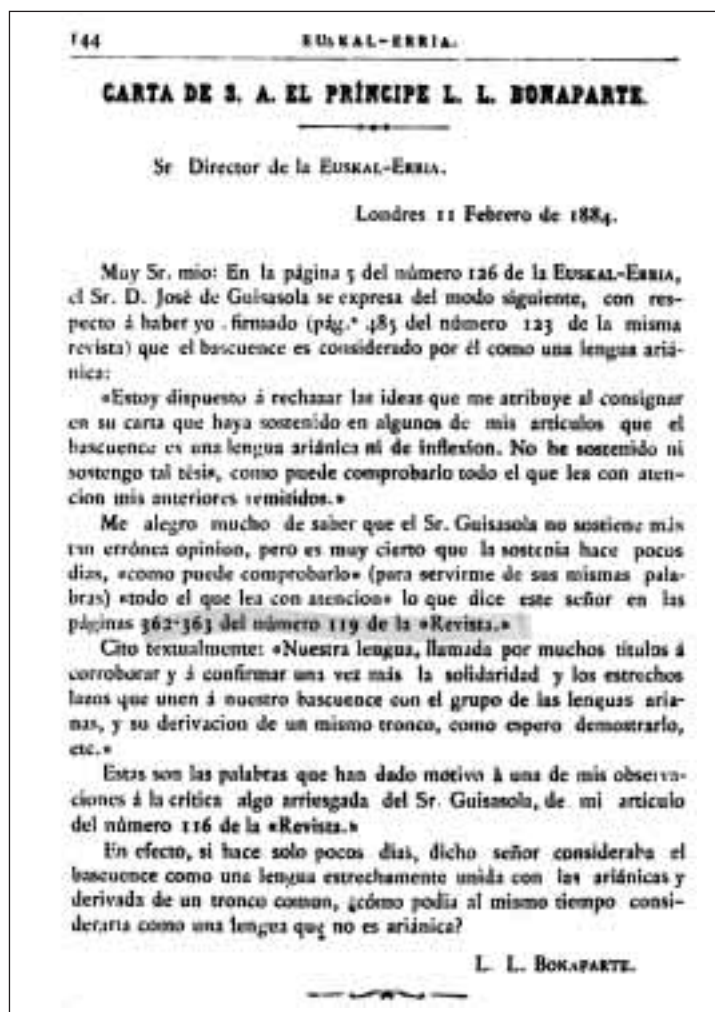 144 EUSKAL-ERRIA.
CARTA DE S. A. EL PRÍNCIPE L. L. BONAPARTE.
Sr Director de la EUSKAL-ERRIA.
Londres 11 Febrero de 1884.
Muy Sr. mio: En la página 5 del número 126 de la EUSKAL-ERRIA,
el Sr. D. José de Guisasola se expresa del modo siguiente, con res-
pecto á haber yo firmado (pág.ª 485 del número 123 de la misma
revista) que el bascuence es considerado por él como una lengua ariá-
nica:
«Estoy dispuesto á rechazar las ideas que me atribuye al consignar
en su carta que haya sostenido en algunos de mis artículos que el
bascuence es una lengua ariánica ni de inflexion. No he sostenido ni
sostengo tal tésis, como puede comprobarlo todo el que lea con aten-
cion mis anteriores remitidos.»
Me alegro mucho de saber que el Sr. Guisasola no sostiene más
tan errónea opinion, pero es muy cierto que la sostenia hace pocos
dias, «como puede comprobarlo» (para servirme de sus mismas pala-
bras) «todo el que lea con atencion» lo que dice este señor en las
páginas 362-363 del número 119 de la «Revista.»
Cito textualmente: «Nuestra lengua, llamada por muchos títulos á
corroborar y á confirmar una vez más la solidaridad y los estrechos
lazos que unen á nuestro bascuence con el grupo de las lenguas aria-
nas, y su derivacion de un mismo tronco, como espero demostrarlo,
etc.»
Estas son las palabras que han dado motivo á una de mis observa-
ciones á la crítica algo arriesgada del Sr. Guisasola, de mi artículo
del número 116 de la «Revista.»
En efecto, si hace solo pocos dias, dicho señor consideraba el
bascuence como una lengua estrechamente unida con las ariánicas y
derivada de un tronco comun, ¿cómo podia al mismo tiempo consi-
derarla como una lengua que no es ariánica?
L. L. BONAPARTE.